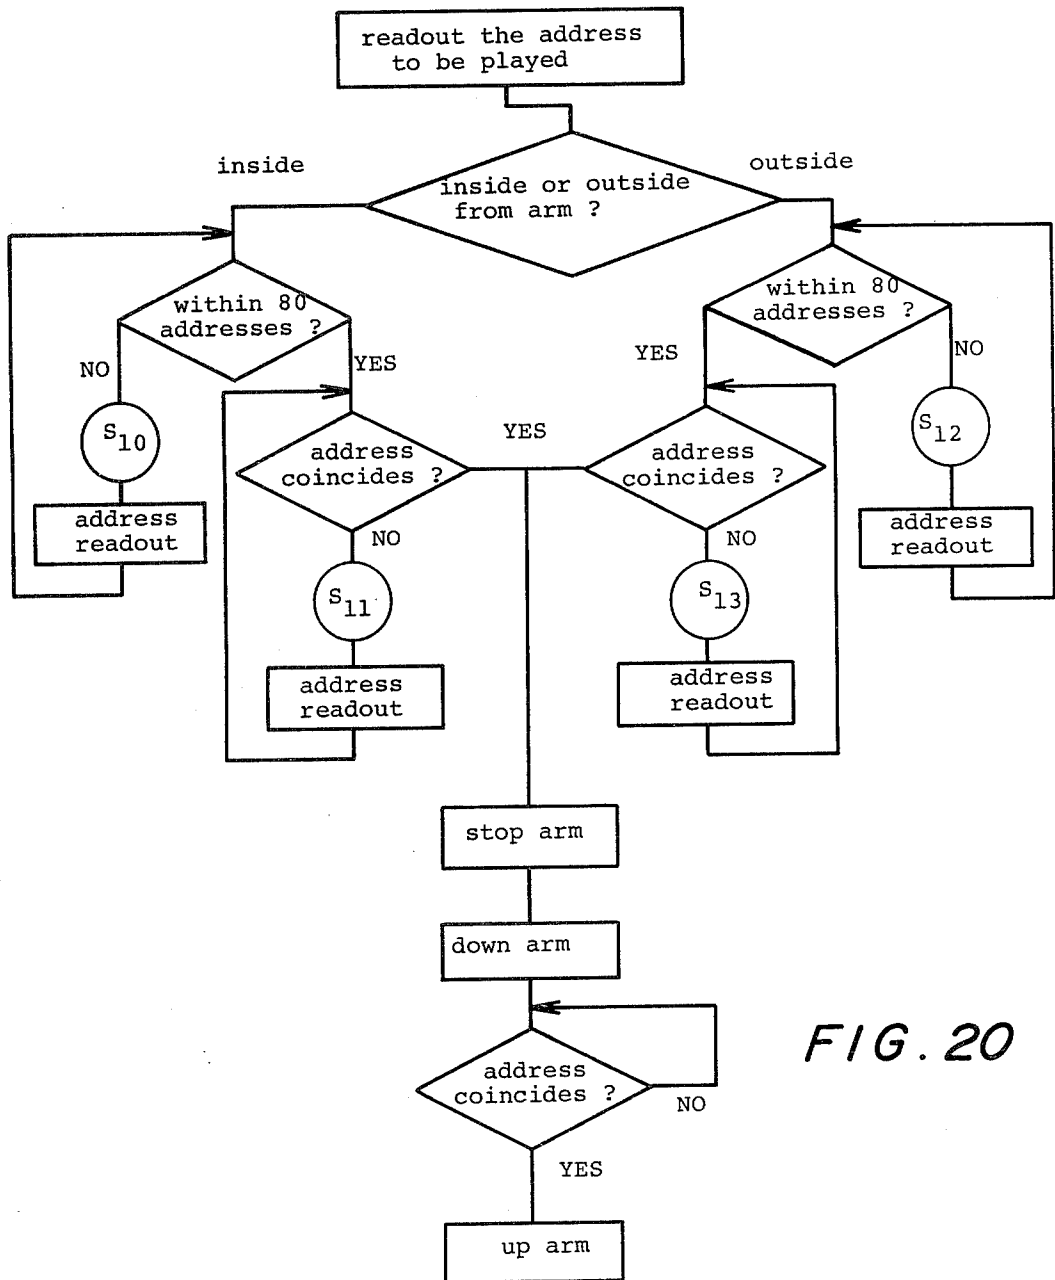 readout the address
to be played
inside
outside
inside or outside
from arm ?
within 80
addresses ?
within 80
addresses ?
NO
YES
YES
NO
S10
address
coincides ?
YES
address
coincides ?
S12
address
readout
NO
NO
address
readout
S11
S13
address
readout
address
readout
stop arm
down arm
address
coincides ?
NO
YES
up arm
FIG. 20